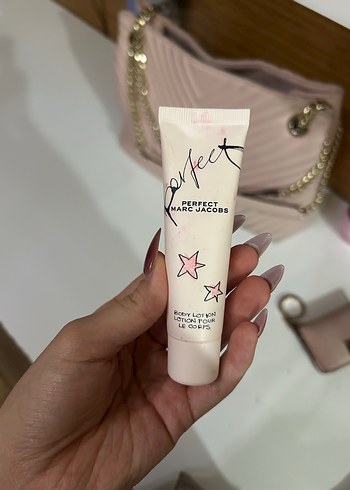 perfect
PERFECT
MARC JACOBS
BODY LOTION
LOTION POUR
LE CORPS